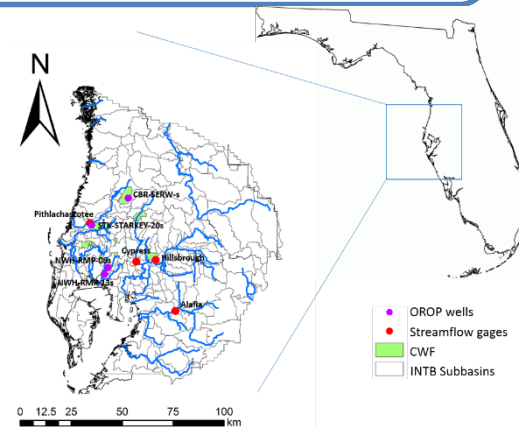 N
CBR-SERW-s
Pithlachascotee
STK-STARKEY-20s
Cypress
Hillsbrough
NWH-RMP-08s
NWH-RMP-13s
Alafia
OROP wells
Streamflow gages
CWF
INTB Subbasins
0 12.5 25 50 75 100
km